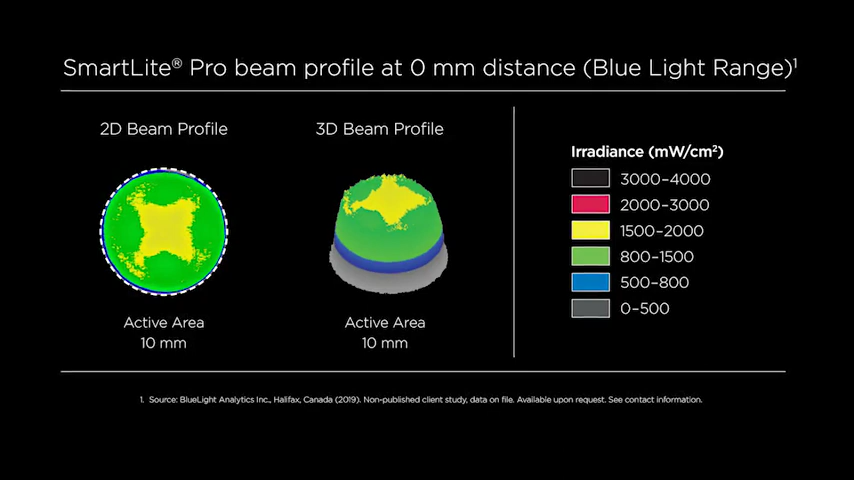 SmartLite® Pro beam profile at 0 mm distance (Blue Light Range)¹
2D Beam Profile
3D Beam Profile
Active Area
10 mm
Active Area
10 mm
Irradiance (mW/cm²)
3000–4000
2000–3000
1500–2000
800–1500
500–800
0–500
1. Source: BlueLight Analytics Inc., Halifax, Canada (2019). Non-published client study, data on file. Available upon request. See contact information.